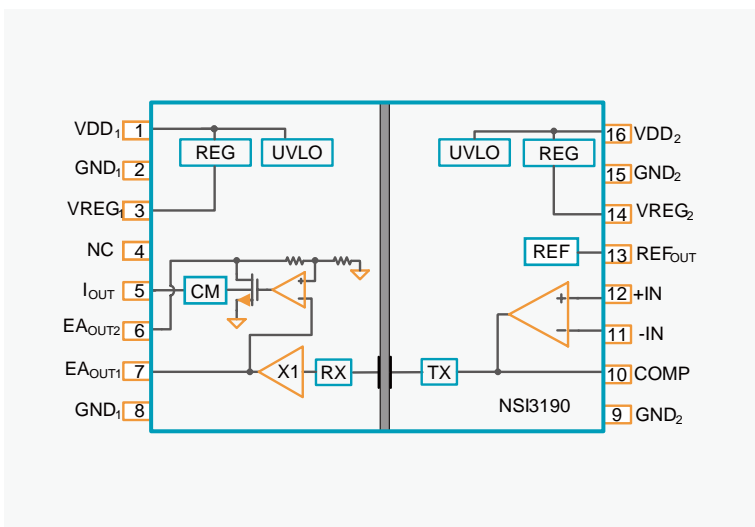 VDD₁ 1
GND₁ 2
VREG₁ 3
NC 4
IOUT 5
EAOUT2 6
EAOUT1 7
GND₁ 8
REG UVLO
CM
+
-
X1
RX
TX
UVLO REG
REF
+
-
NSI3190
16 VDD₂
15 GND₂
14 VREG₂
13 REFOUT
12 +IN
11 -IN
10 COMP
9 GND₂